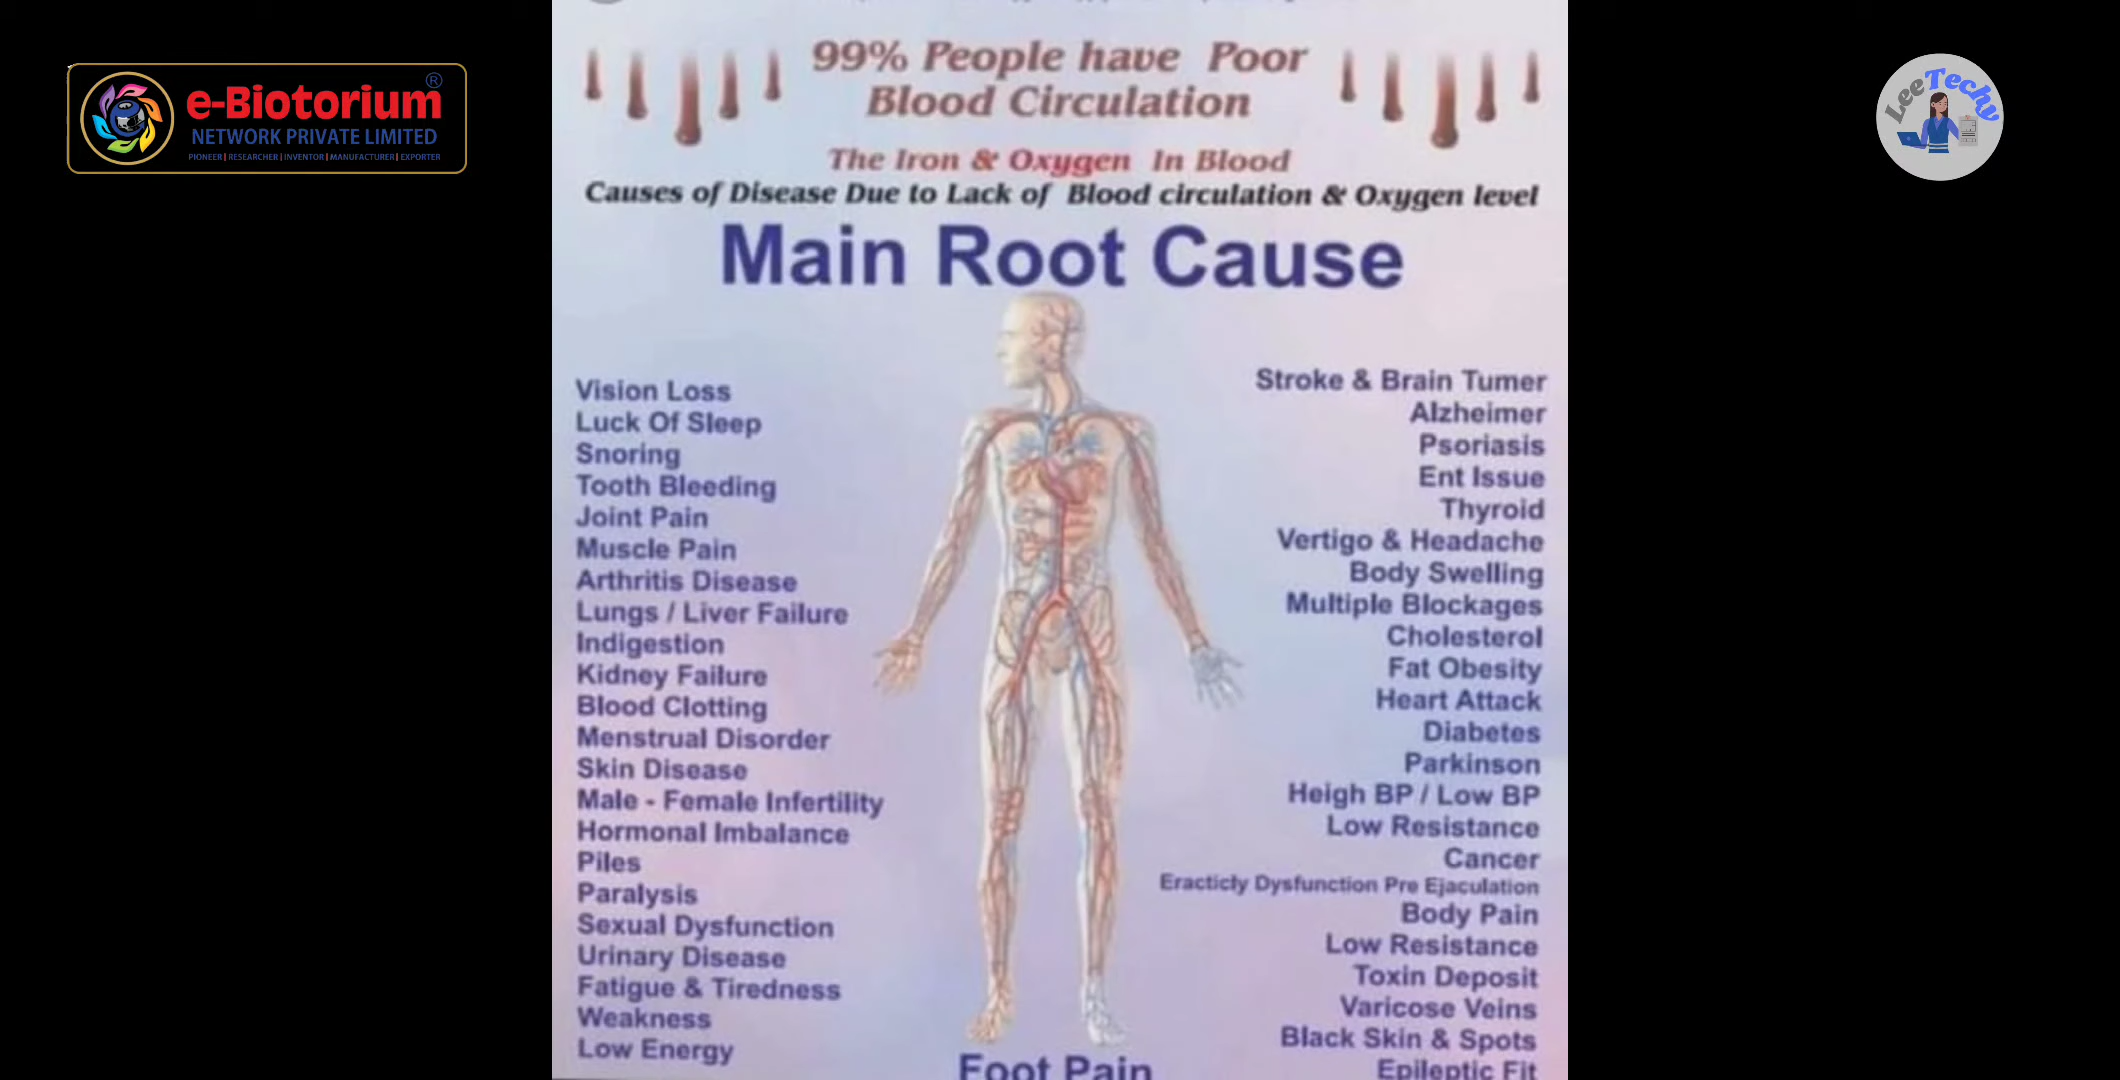 e-Biotorium®
NETWORK PRIVATE LIMITED
PIONEER | RESEARCHER | INVENTOR | MANUFACTURER | EXPORTER
LeeTechy
99% People have Poor
Blood Circulation
The Iron & Oxygen In Blood
Causes of Disease Due to Lack of Blood circulation & Oxygen level
Main Root Cause
Vision Loss
Luck Of Sleep
Snoring
Tooth Bleeding
Joint Pain
Muscle Pain
Arthritis Disease
Lungs / Liver Failure
Indigestion
Kidney Failure
Blood Clotting
Menstrual Disorder
Skin Disease
Male - Female Infertility
Hormonal Imbalance
Piles
Paralysis
Sexual Dysfunction
Urinary Disease
Fatigue & Tiredness
Weakness
Low Energy
Stroke & Brain Tumer
Alzheimer
Psoriasis
Ent Issue
Thyroid
Vertigo & Headache
Body Swelling
Multiple Blockages
Cholesterol
Fat Obesity
Heart Attack
Diabetes
Parkinson
Heigh BP / Low BP
Low Resistance
Cancer
Eracticly Dysfunction Pre Ejaculation
Body Pain
Low Resistance
Toxin Deposit
Varicose Veins
Black Skin & Spots
Epileptic Fit
Foot Pain